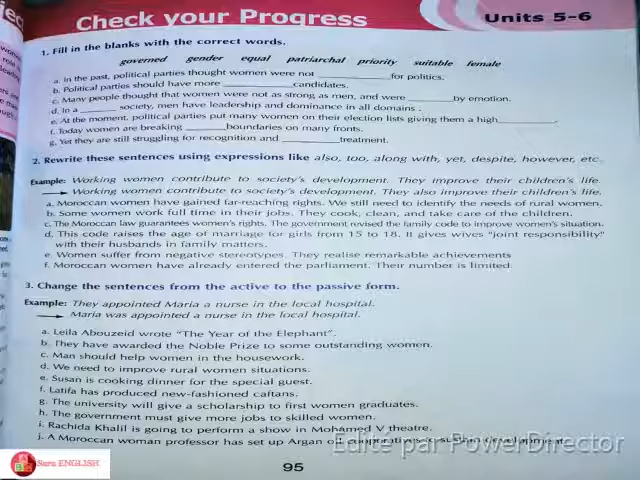 Check your Progress
Units 5-6
1. Fill in the blanks with the correct words.
governed gender equal patriarchal priority suitable female
a. In the past, political parties thought women were not ____________ for politics.
b. Political parties should have more ____________candidates.
c. Many people thought that women were not as strong as men, and were ________by emotion.
d. In a ______ society, men have leadership and dominance in all domains .
e. At the moment, political parties put many women on their election lists giving them a high__________.
f. Today women are breaking _______boundaries on many fronts.
g. Yet they are still struggling for recognition and __________treatment.
2. Rewrite these sentences using expressions like also, too, along with, yet, despite, however, etc.
Example: Working women contribute to society's development. They improve their children's life.
Working women contribute to society's development. They also improve their children's life.
a. Moroccan women have gained far-reaching rights. We still need to identify the needs of rural women.
b. Some women work full time in their jobs. They cook, clean, and take care of the children.
c. The Moroccan law guarantees women's rights. The government revised the family code to improve women's situation.
d. This code raises the age of marriage for girls from 15 to 18. It gives wives "joint responsibility"
with their husbands in family matters.
e. Women suffer from negative stereotypes. They realise remarkable achievements
f. Moroccan women have already entered the parliament. Their number is limited.
3. Change the sentences from the active to the passive form.
Example: They appointed Maria a nurse in the local hospital.
Maria was appointed a nurse in the local hospital.
a. Leila Abouzeid wrote "The Year of the Elephant".
b. They have awarded the Noble Prize to some outstanding women.
c. Man should help women in the housework.
d. We need to improve rural women situations.
e. Susan is cooking dinner for the special guest.
f. Latifa has produced new-fashioned caftans.
g. The university will give a scholarship to first women graduates.
h. The government must give more jobs to skilled women.
i. Rachida Khalil is going to perform a show in Mohamed V theatre.
j. A Moroccan woman professor has set up Argan oil cooperatives to sustain development.
Edité par PowerDirector
Sara ENGLISH
95